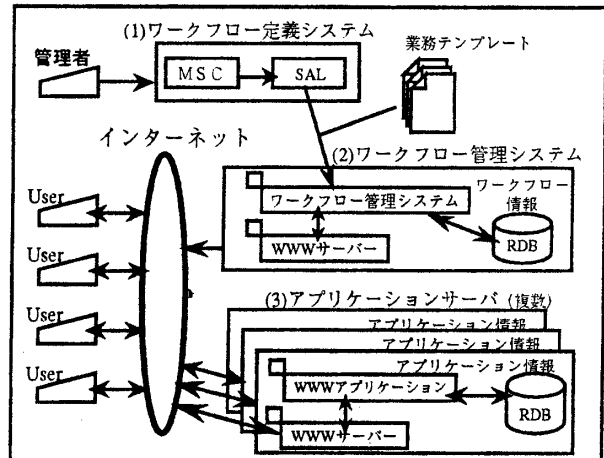 (1)ワークフロー定義システム
管理者
MSC
SAL
業務テンプレート
インターネット
(2)ワークフロー管理システム
ワークフロー管理システム
ワークフロー
情報
RDB
WWWサーバー
User
User
User
User
(3)アプリケーションサーバ (複数)
アプリケーション情報
アプリケーション情報
アプリケーション情報
WWWアプリケーション
RDB
WWWサーバー